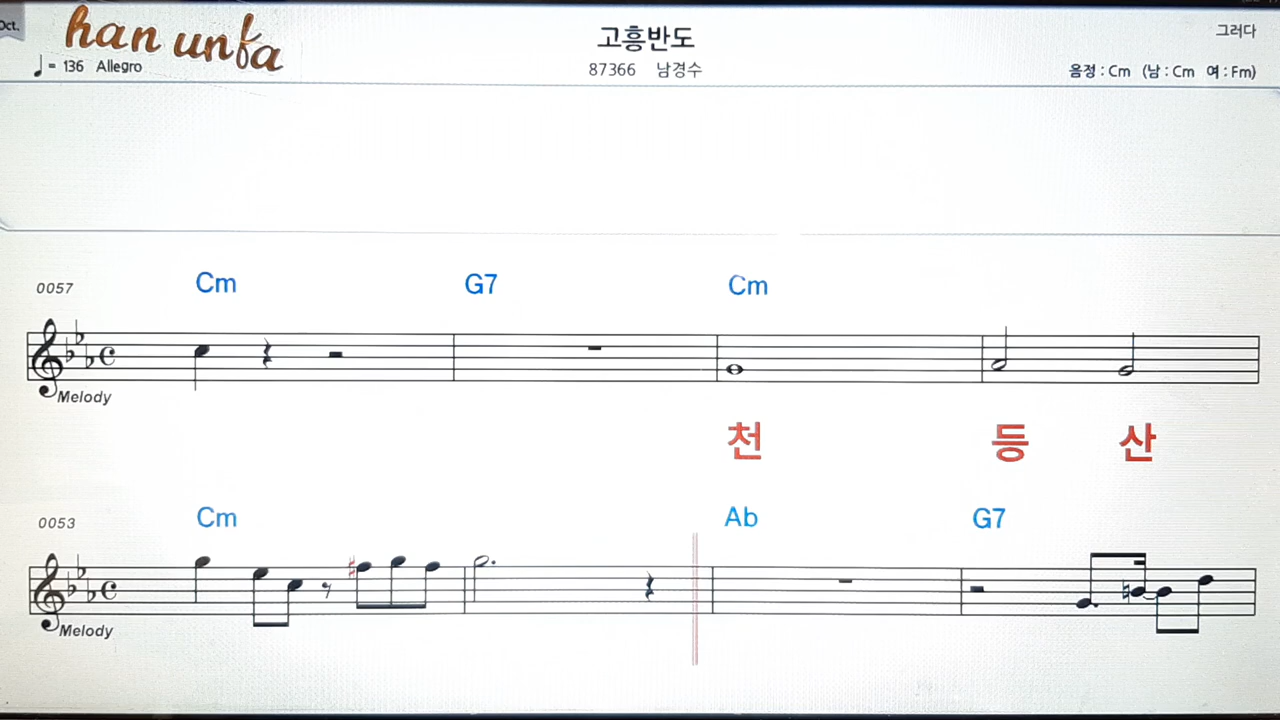 Oct.
han unfa
고흥반도
그러다
= 136 Allegro
87366 남경수
음정 : Cm (남 : Cm 여 : Fm)
0057
Cm G7 Cm
Melody
천 등 산
0053
Cm Ab G7
Melody